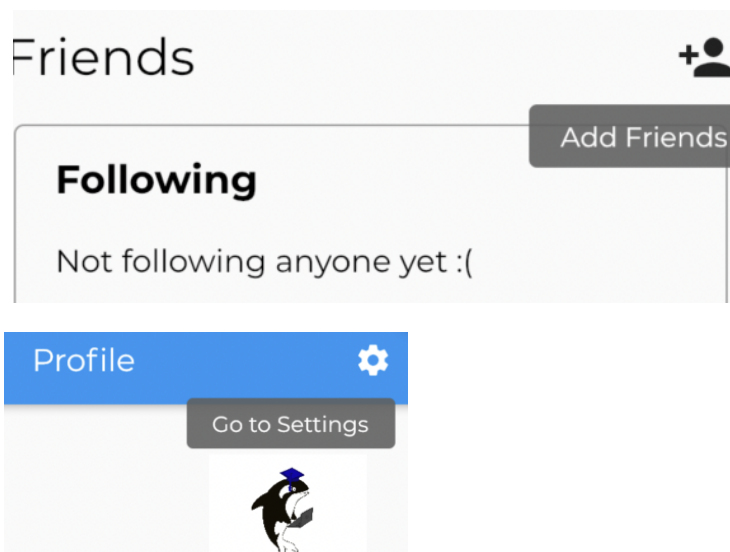 Friends
Add Friends
Following
Not following anyone yet :(
Profile
Go to Settings